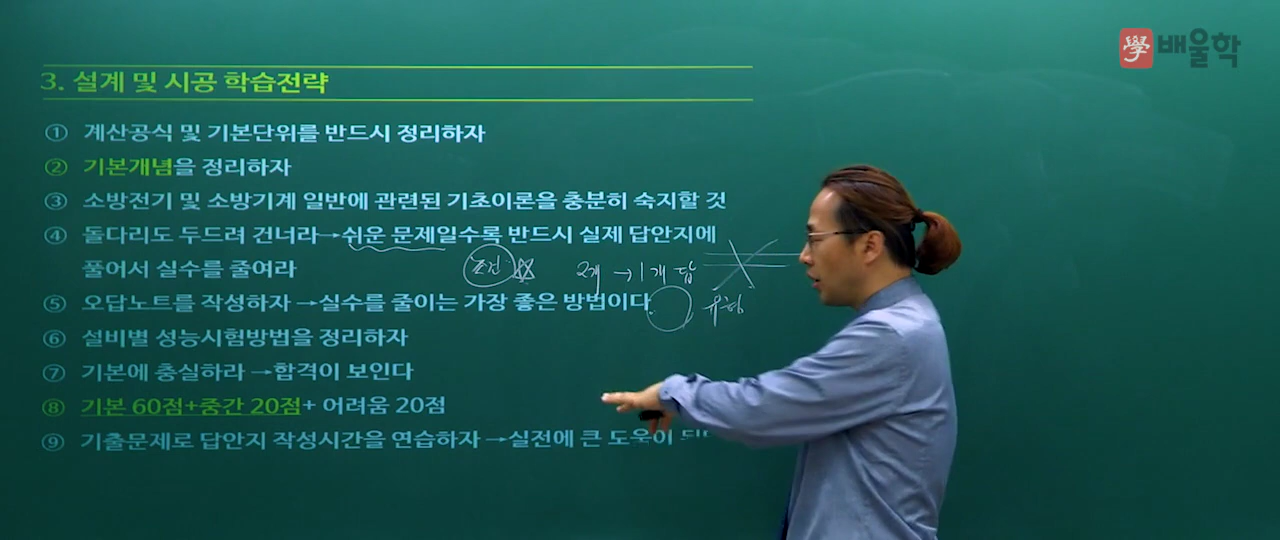 學 배울학
3. 설계 및 시공 학습전략
① 계산공식 및 기본단위를 반드시 정리하자
② 기본개념을 정리하자
③ 소방전기 및 소방기계 일반에 관련된 기초이론을 충분히 숙지할 것
④ 돌다리도 두드려 건너라→쉬운 문제일수록 반드시 실제 답안지에
풀어서 실수를 줄여라
조건 ☆ 2개 → 1개 답
⑤ 오답노트를 작성하자 →실수를 줄이는 가장 좋은 방법이다.
유형
⑥ 설비별 성능시험방법을 정리하자
⑦ 기본에 충실하라 →합격이 보인다
⑧ 기본 60점+중간 20점+ 어려움 20점
⑨ 기출문제로 답안지 작성시간을 연습하자 →실전에 큰 도움이